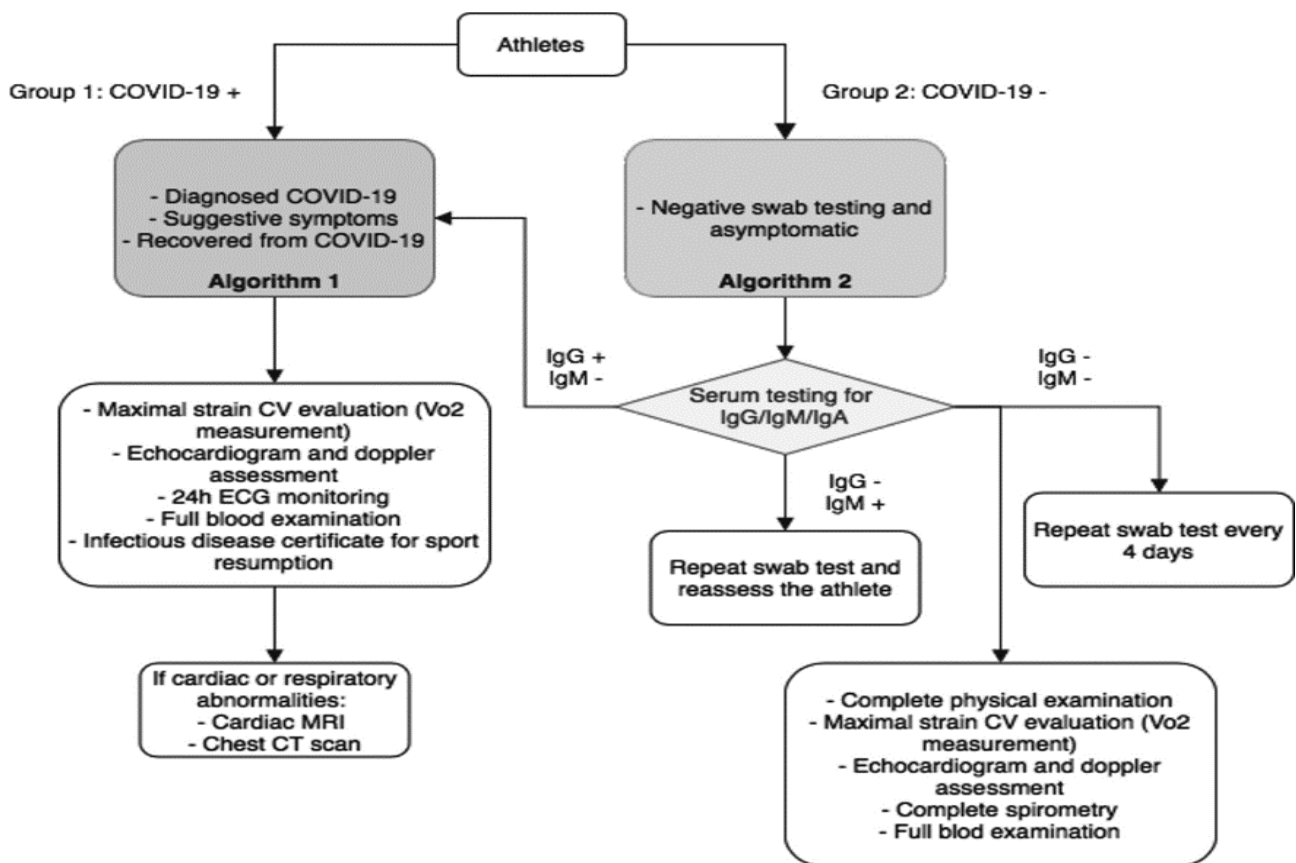 Athletes
Group 1: COVID-19 +
Group 2: COVID-19 -
- Diagnosed COVID-19
- Suggestive symptoms
- Recovered from COVID-19
Algorithm 1
- Negative swab testing and
asymptomatic
Algorithm 2
IgG +
IgM -
Serum testing for
IgG/IgM/IgA
IgG -
IgM -
IgG -
IgM +
- Maximal strain CV evaluation (Vo2
measurement)
- Echocardiogram and doppler
assessment
- 24h ECG monitoring
- Full blood examination
- Infectious disease certificate for sport
resumption
Repeat swab test and
reassess the athlete
Repeat swab test every
4 days
If cardiac or respiratory
abnormalities:
- Cardiac MRI
- Chest CT scan
- Complete physical examination
- Maximal strain CV evaluation (Vo2
measurement)
- Echocardiogram and doppler
assessment
- Complete spirometry
- Full blod examination